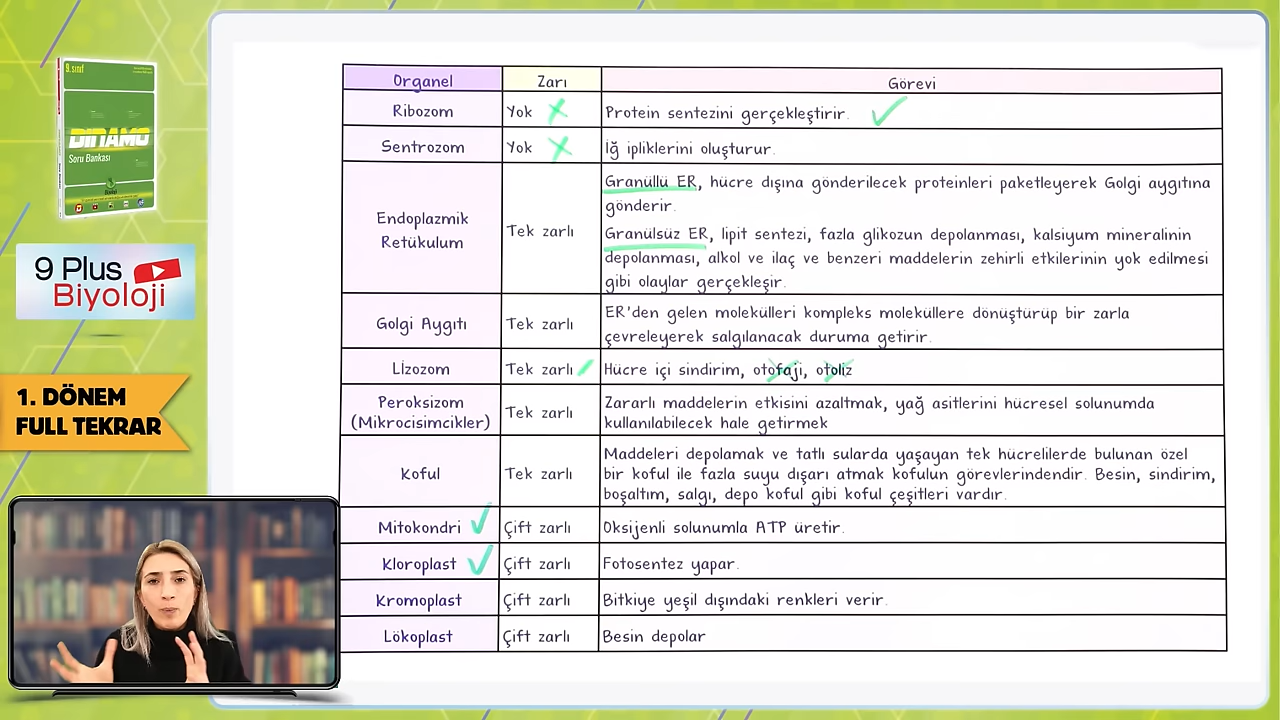 9. Sınıf
DINAMO
Soru Bankası
Biyoloji
9 Plus
Biyoloji
1. DÖNEM
FULL TEKRAR
Organel Zarı Görevi
Ribozom Yok Protein sentezini gerçekleştirir.
Sentrozom Yok İğ ipliklerini oluşturur.
Endoplazmik
Retükulum
Tek zarlı
Granüllü ER, hücre dışına gönderilecek proteinleri paketleyerek Golgi aygıtına
gönderir.
Granülsüz ER, lipit sentezi, fazla glikozun depolanması, kalsiyum mineralinin
depolanması, alkol ve ilaç ve benzeri maddelerin zehirli etkilerinin yok edilmesi
gibi olaylar gerçekleşir.
Golgi Aygıtı Tek zarlı
ER'den gelen molekülleri kompleks moleküllere dönüştürüp bir zarla
çevreleyerek salgılanacak duruma getirir.
Lizozom Tek zarlı Hücre içi sindirim, otofaji, otoliz
Peroksizom
(Mikrocisimcikler)
Tek zarlı
Zararlı maddelerin etkisini azaltmak, yağ asitlerini hücresel solunumda
kullanılabilecek hale getirmek
Koful Tek zarlı
Maddeleri depolamak ve tatlı sularda yaşayan tek hücrelilerde bulunan özel
bir koful ile fazla suyu dışarı atmak kofulun görevlerindendir. Besin, sindirim,
boşaltım, salgı, depo koful gibi koful çeşitleri vardır.
Mitokondri Çift zarlı Oksijenli solunumla ATP üretir.
Kloroplast Çift zarlı Fotosentez yapar.
Kromoplast Çift zarlı Bitkiye yeşil dışındaki renkleri verir.
Lökoplast Çift zarlı Besin depolar